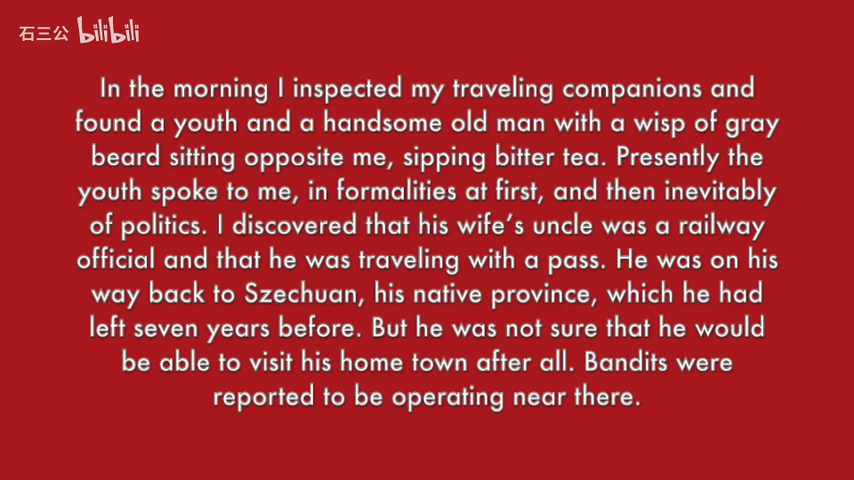 石三公 bilibili
In the morning I inspected my traveling companions and
found a youth and a handsome old man with a wisp of gray
beard sitting opposite me, sipping bitter tea. Presently the
youth spoke to me, in formalities at first, and then inevitably
of politics. I discovered that his wife’s uncle was a railway
official and that he was traveling with a pass. He was on his
way back to Szechuan, his native province, which he had
left seven years before. But he was not sure that he would
be able to visit his home town after all. Bandits were
reported to be operating near there.